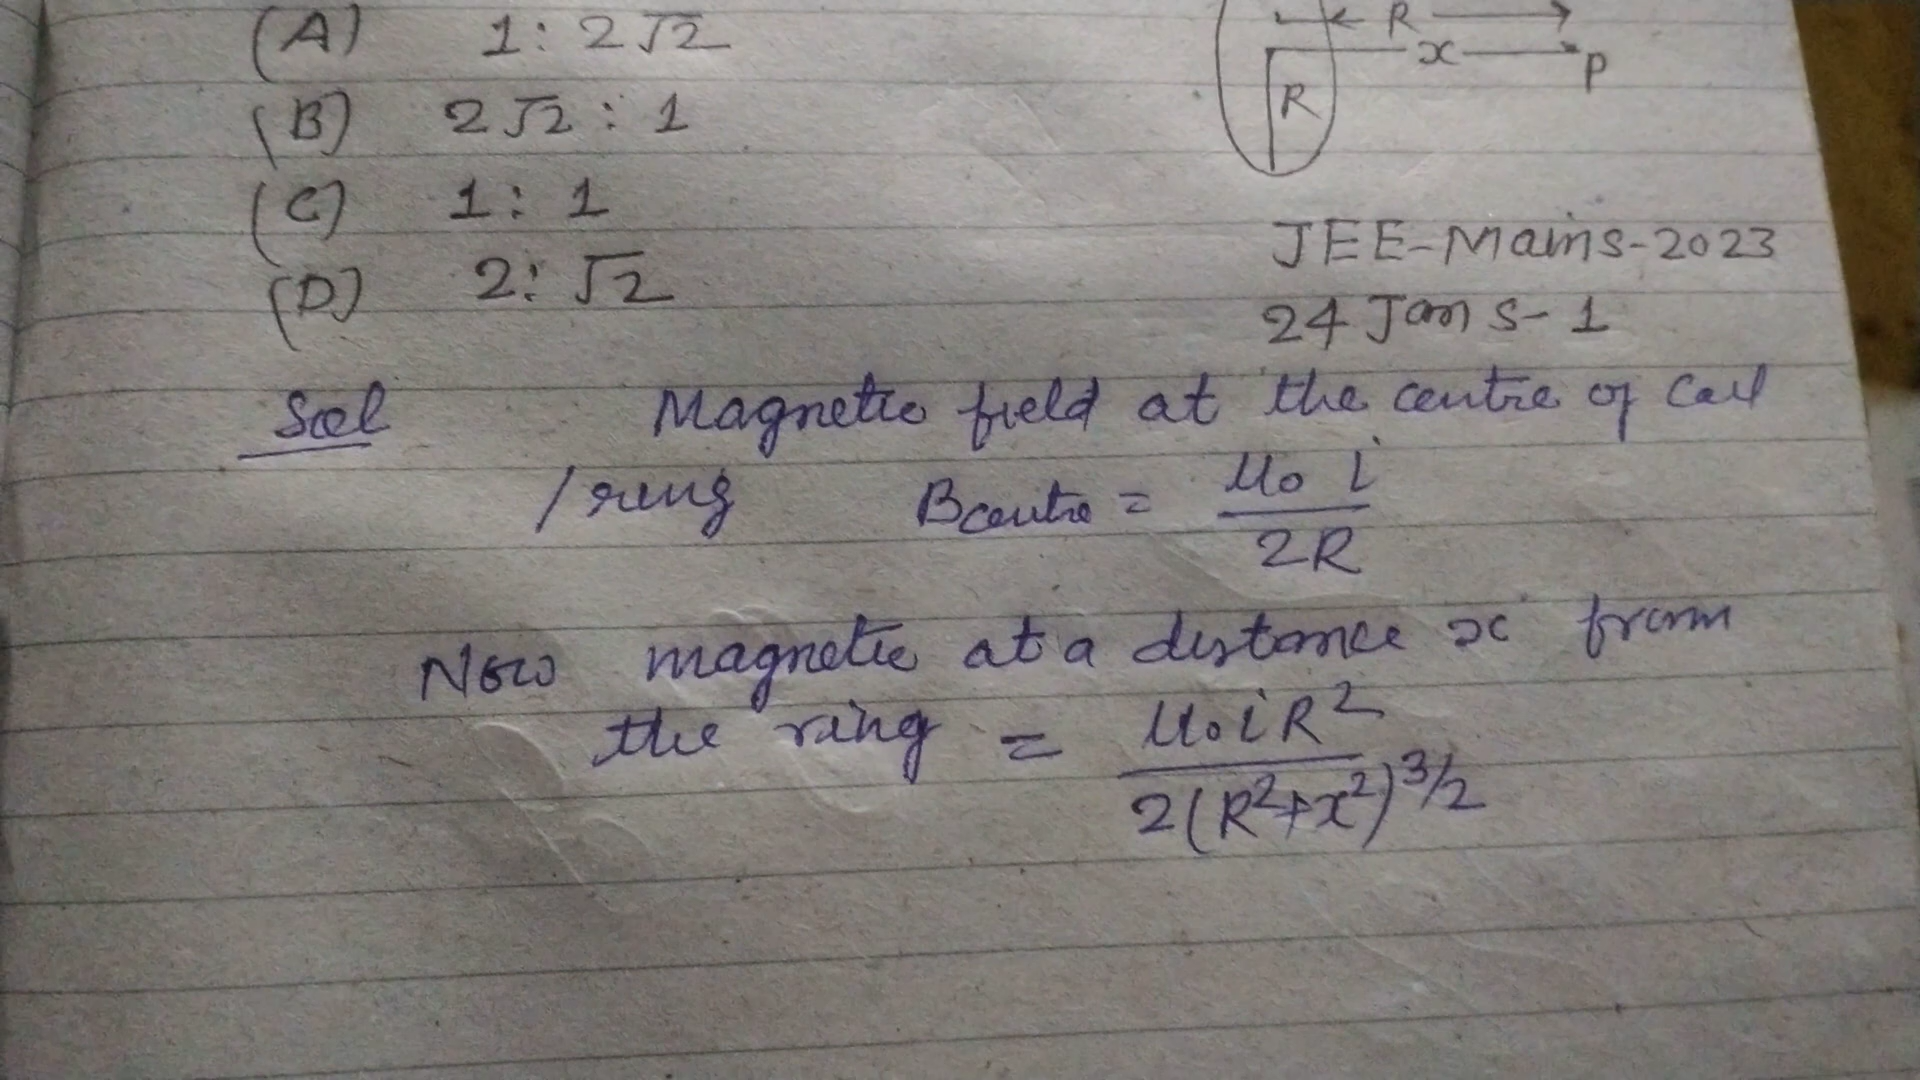 (A) 1 : 2√2
← R →
x P
(B) 2√2 : 1
R
(C) 1 : 1
JEE-Mains-2023
(D) 2 : √2
24 Jan S-1
Sol Magnetic field at the centre of coil
/ ring Bcentre = μ₀ i / 2R
Now magnetic at a distance x from
the ring = μ₀ i R² / 2(R²+x²)^3/2